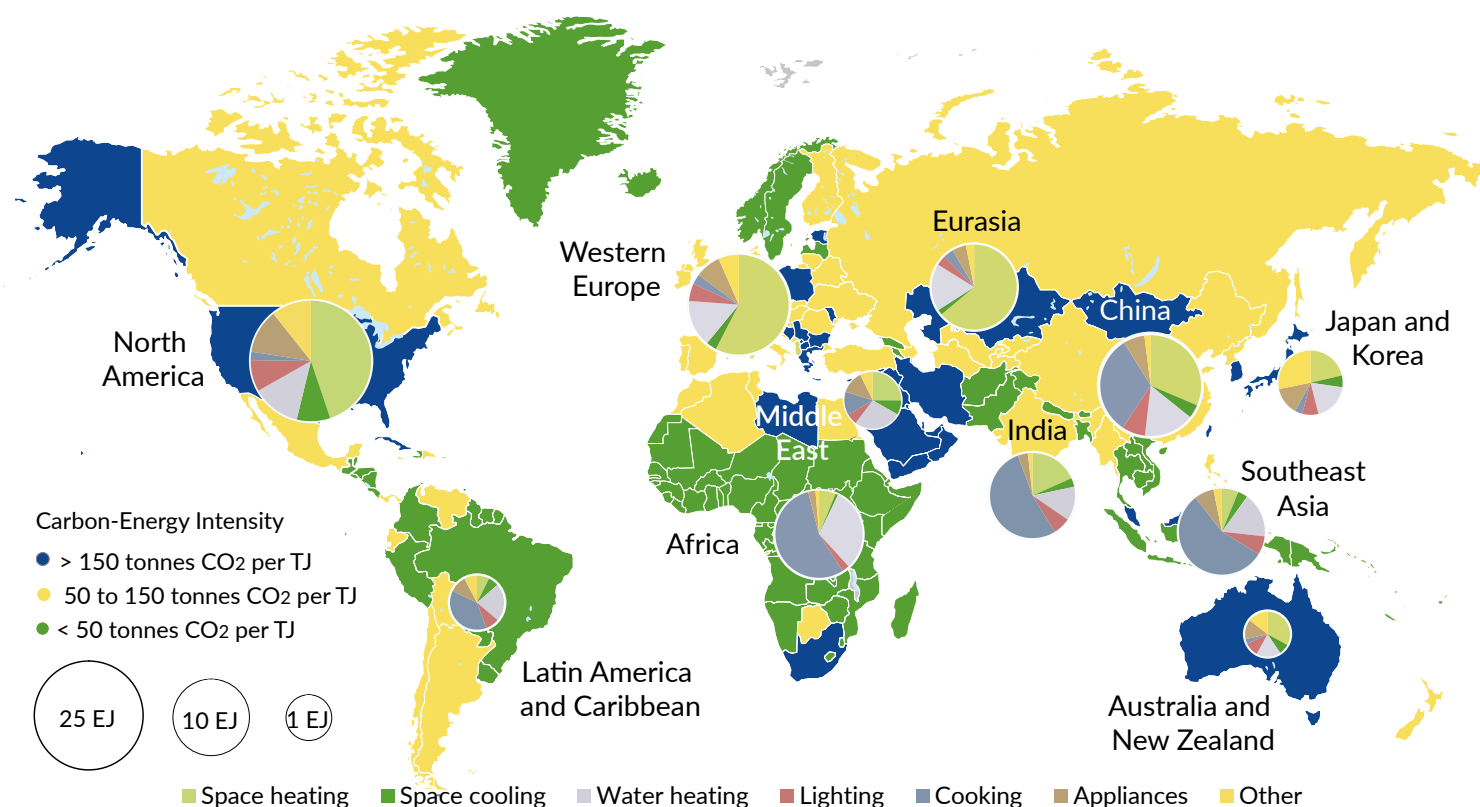 Eurasia
Western
Europe
China
Japan and
Korea
North
America
Middle
East
India
Southeast
Asia
Africa
Carbon-Energy Intensity
> 150 tonnes CO2 per TJ
50 to 150 tonnes CO2 per TJ
< 50 tonnes CO2 per TJ
Latin America
and Caribbean
Australia and
New Zealand
25 EJ
10 EJ
1 EJ
Space heating Space cooling Water heating Lighting Cooking Appliances Other